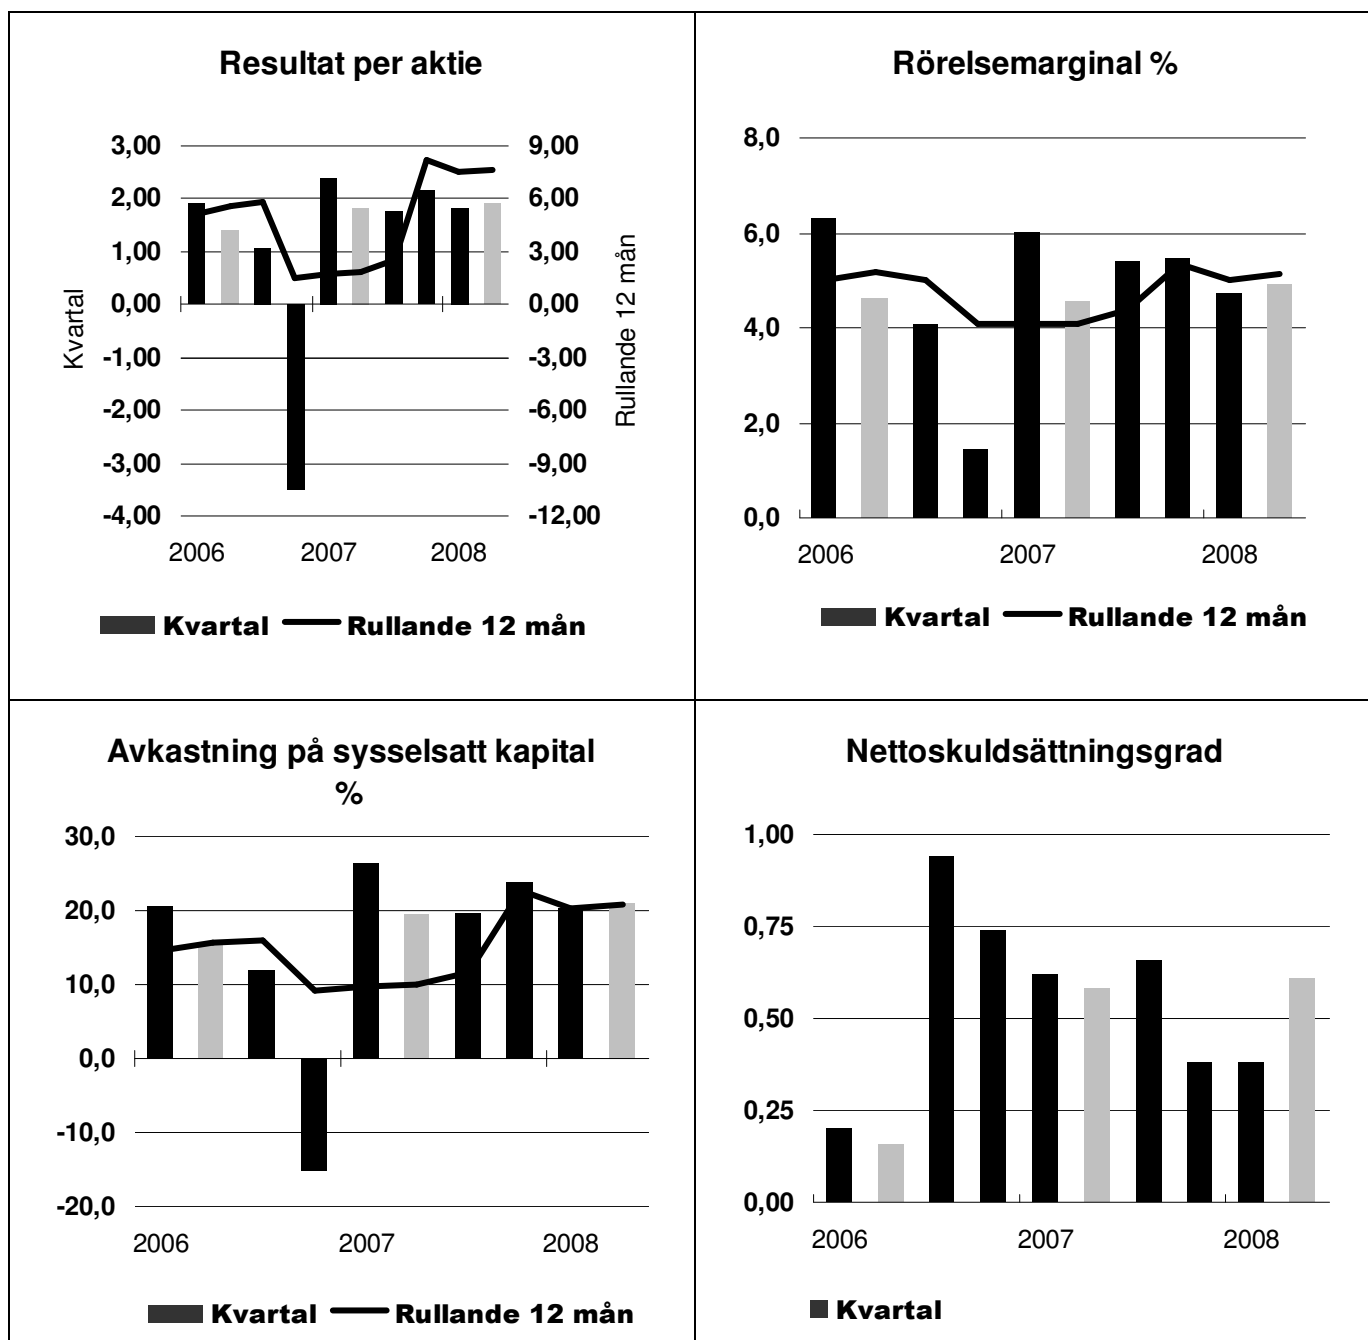 Resultat per aktie
3,00
2,00
1,00
0,00
-1,00
-2,00
-3,00
-4,00
Kvartal
9,00
6,00
3,00
0,00
-3,00
-6,00
-9,00
-12,00
Rullande 12 mån
2006 2007 2008
Kvartal Rullande 12 mån
Rörelsemarginal %
8,0
6,0
4,0
2,0
0,0
2006 2007 2008
Kvartal Rullande 12 mån
Avkastning på sysselsatt kapital
%
30,0
20,0
10,0
0,0
-10,0
-20,0
2006 2007 2008
Kvartal Rullande 12 mån
Nettoskuldsättningsgrad
1,00
0,75
0,50
0,25
0,00
2006 2007 2008
Kvartal